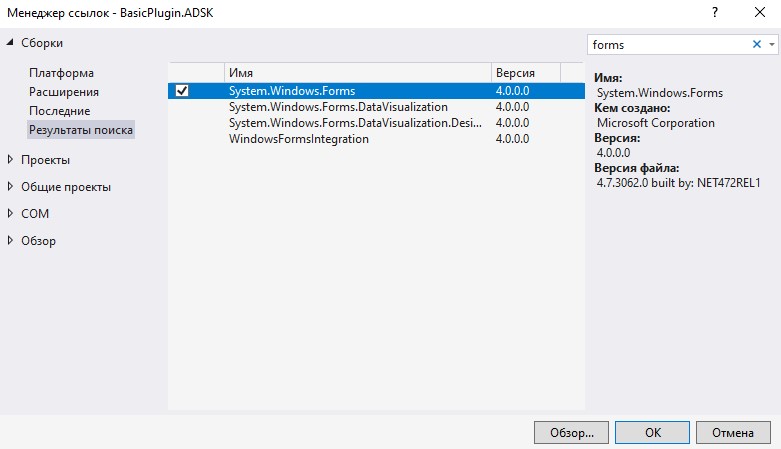 Менеджер ссылок - BasicPlugin.ADSK
?
Сборки
Платформа
Расширения
Последние
Результаты поиска
Проекты
Общие проекты
COM
Обзор
Имя Версия
System.Windows.Forms 4.0.0.0
System.Windows.Forms.DataVisualization 4.0.0.0
System.Windows.Forms.DataVisualization.Desi... 4.0.0.0
WindowsFormsIntegration 4.0.0.0
forms
Имя:
System.Windows.Forms
Кем создано:
Microsoft Corporation
Версия:
4.0.0.0
Версия файла:
4.7.3062.0 built by: NET472REL1
Обзор... OK Отмена